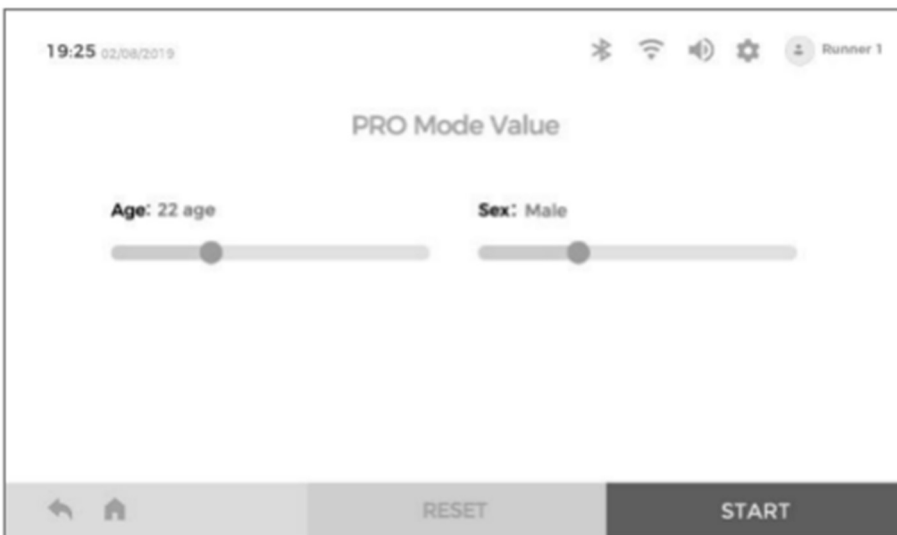 19:25 02/08/2019 Runner 1
PRO Mode Value
Age: 22 age Sex: Male
RESET START